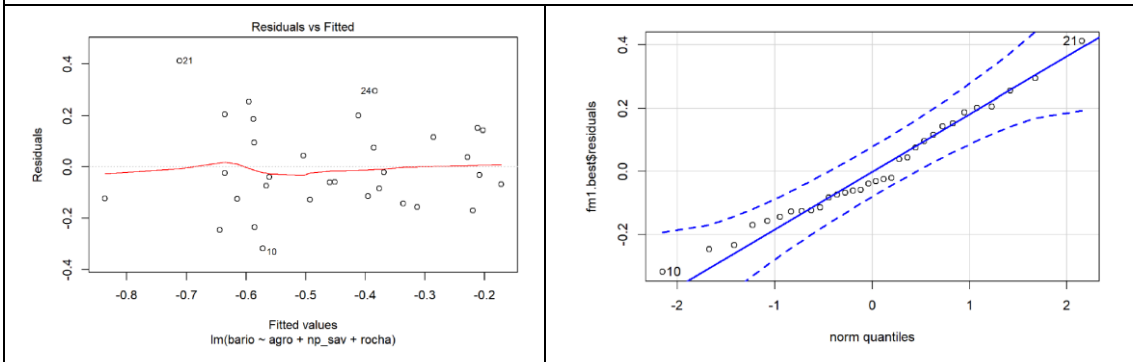 Residuals vs Fitted
Residuals
0.4
0.2
0.0
-0.2
-0.4
21
24
10
-0.8 -0.7 -0.6 -0.5 -0.4 -0.3 -0.2
Fitted values
lm(bario ~ agro + np_sav + rocha)
fm1.best$residuals
0.4
0.2
0.0
-0.2
21
10
-2 -1 0 1 2
norm quantiles